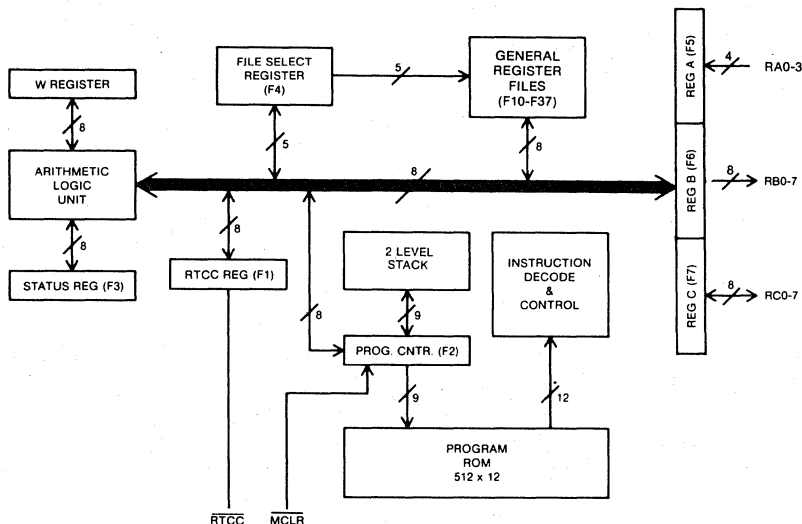 W REGISTER
8
ARITHMETIC
LOGIC
UNIT
8
STATUS REG (F3)
FILE SELECT
REGISTER
(F4)
5
5
GENERAL
REGISTER
FILES
(F10-F37)
8
8
8
RTCC REG (F1)
8
2 LEVEL
STACK
9
PROG. CNTR. (F2)
9
INSTRUCTION
DECODE
&
CONTROL
12
PROGRAM
ROM
512 x 12
RTCC
MCLR
REG A (F5)
4
RA0-3
REG B (F6)
8
RB0-7
REG C (F7)
8
RC0-7